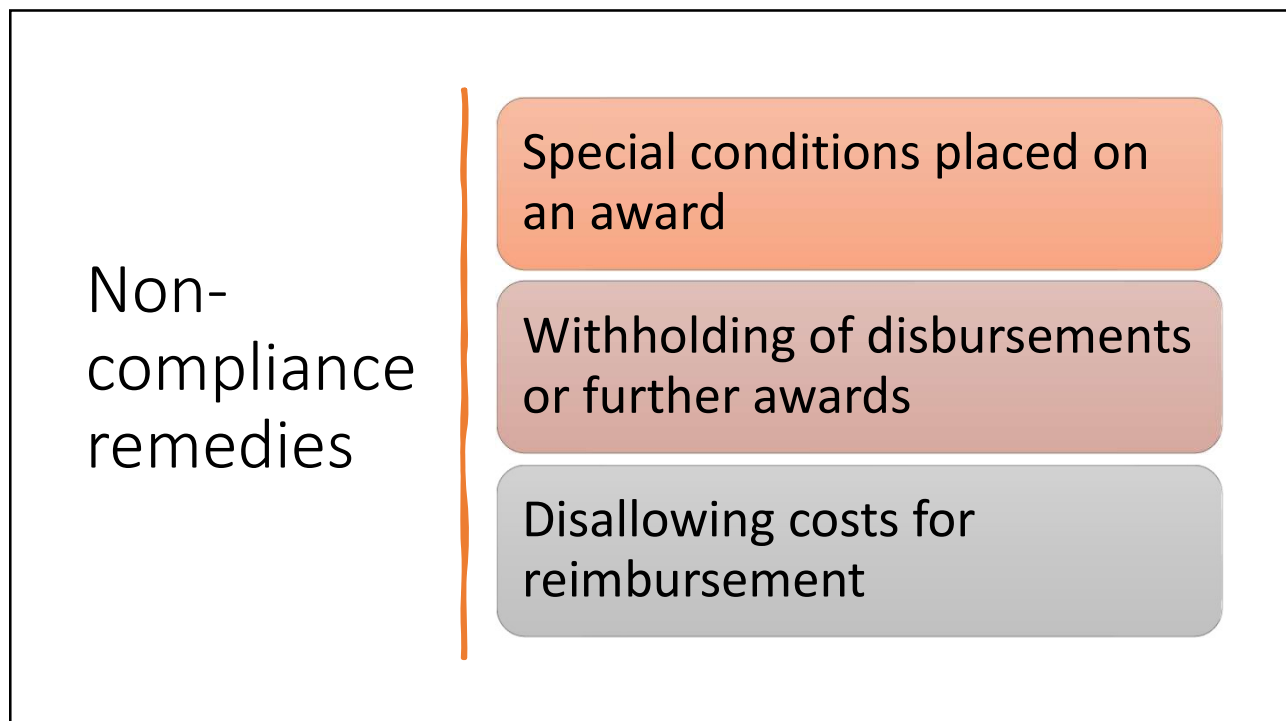 Non-
compliance
remedies
Special conditions placed on
an award
Withholding of disbursements
or further awards
Disallowing costs for
reimbursement